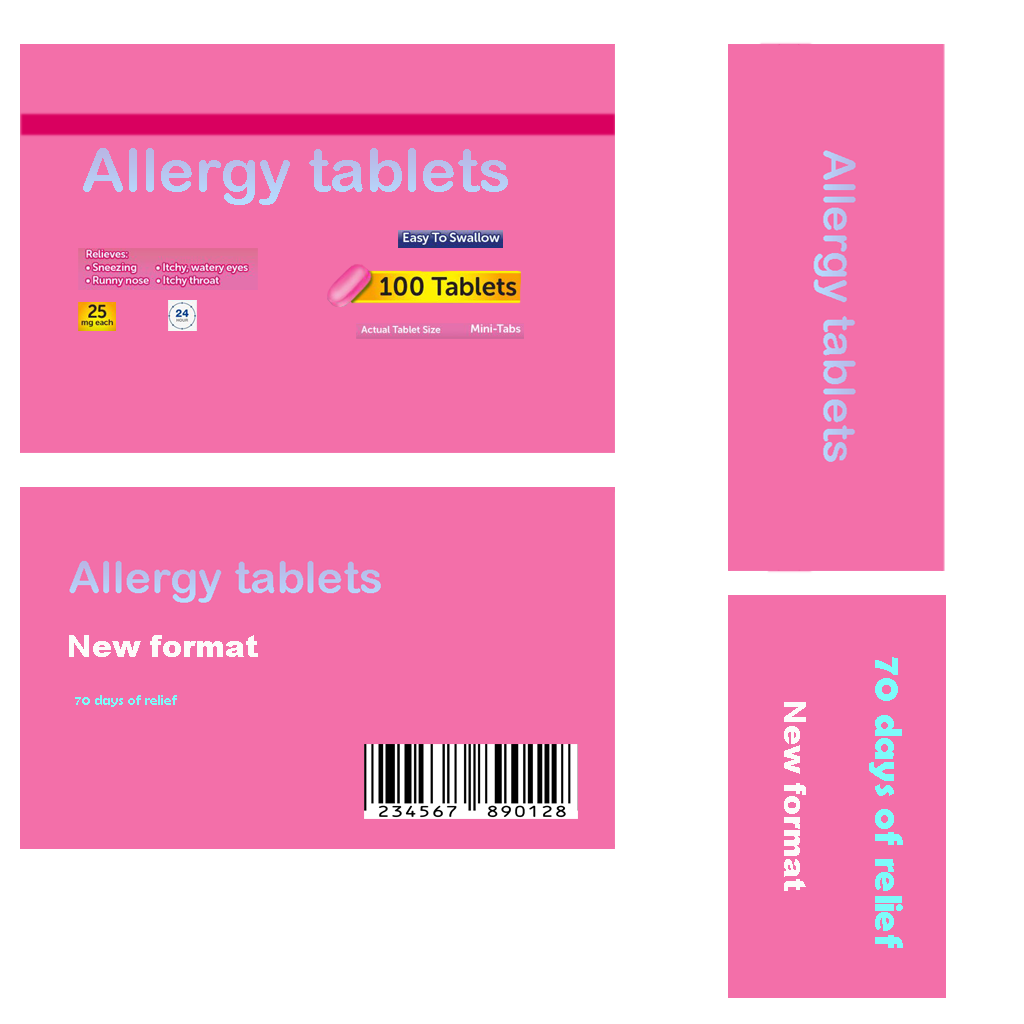 Allergy tablets
Easy To Swallow
Relieves:
• Sneezing • Itchy, watery eyes
• Runny nose • Itchy throat
100 Tablets
25
mg each
24
HOUR
Actual Tablet Size Mini-Tabs
Allergy tablets
New format
70 days of relief
234567 890128
Allergy tablets
70 days of relief
New format